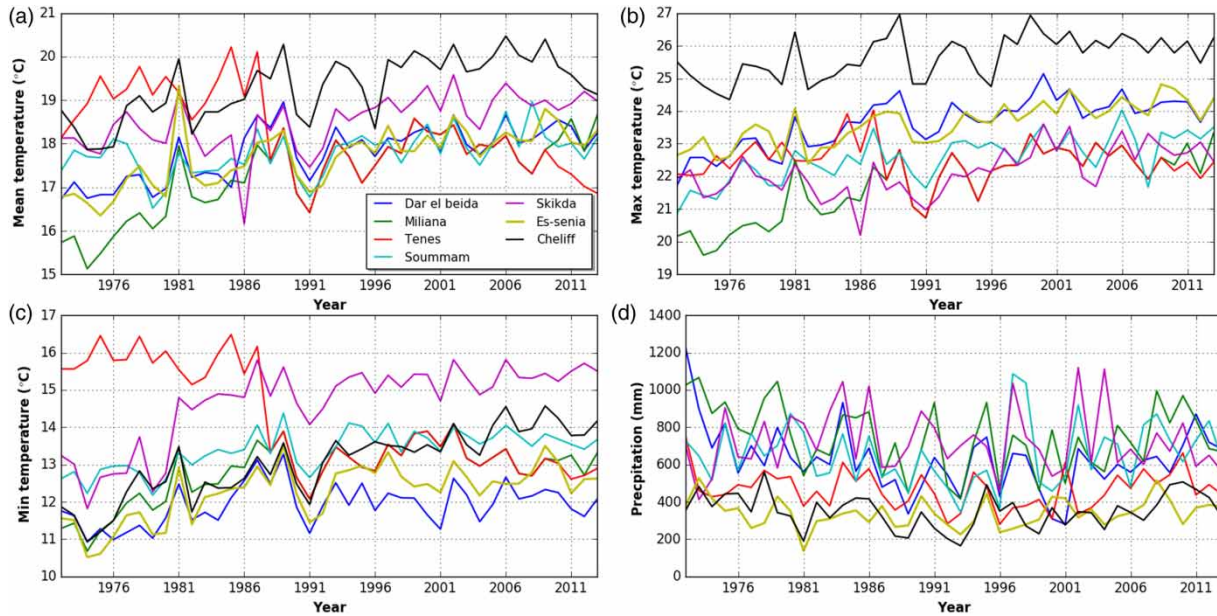 (a)
Mean temperature (°C)
21
20
19
18
17
16
15
1976 1981 1986 1991 1996 2001 2006 2011
Year
Dar el beida
Miliana
Tenes
Soummam
Skikda
Es-senia
Cheliff
(b)
Max temperature (°C)
27
26
25
24
23
22
21
20
19
1976 1981 1986 1991 1996 2001 2006 2011
Year
(c)
Min temperature (°C)
17
16
15
14
13
12
11
10
1976 1981 1986 1991 1996 2001 2006 2011
Year
(d)
Precpitation (mm)
1400
1200
1000
800
600
400
200
0
1976 1981 1986 1991 1996 2001 2006 2011
Year